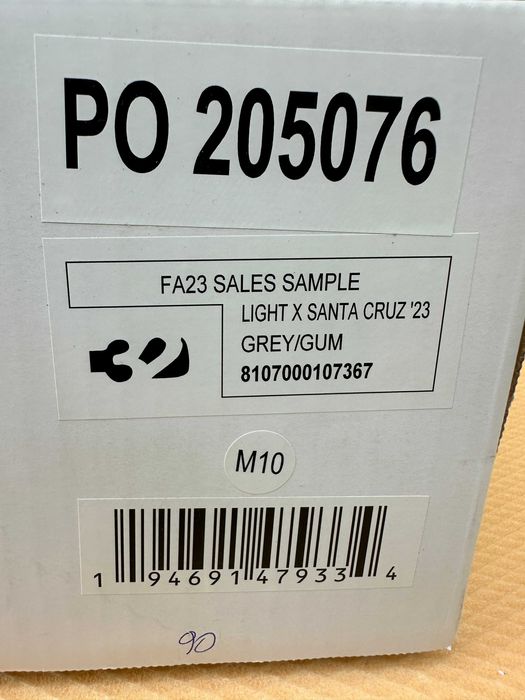 PO 205076
FA23 SALES SAMPLE
LIGHT X SANTA CRUZ '23
GREY/GUM
8107000107367
M10
1 94691 47933 4
90